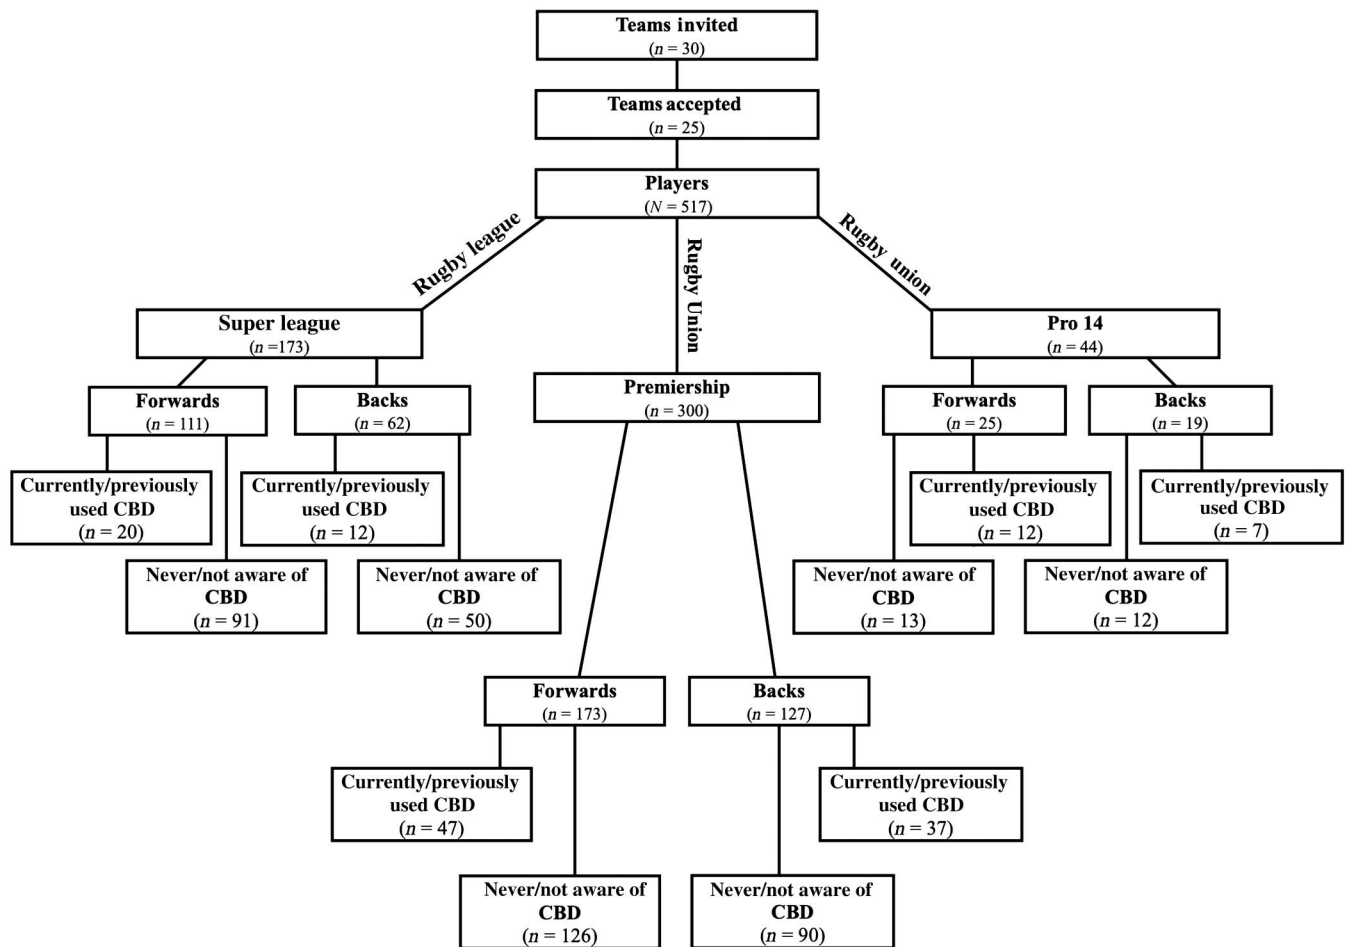 Teams invited
(n = 30)
Teams accepted
(n = 25)
Players
(N = 517)
Rugby league
Rugby Union
Rugby union
Super league
(n =173)
Pro 14
(n = 44)
Premiership
(n = 300)
Forwards
(n = 111)
Backs
(n = 62)
Forwards
(n = 25)
Backs
(n = 19)
Currently/previously
used CBD
(n = 20)
Currently/previously
used CBD
(n = 12)
Currently/previously
used CBD
(n = 12)
Currently/previously
used CBD
(n = 7)
Never/not aware of
CBD
(n = 91)
Never/not aware of
CBD
(n = 50)
Never/not aware of
CBD
(n = 13)
Never/not aware of
CBD
(n = 12)
Forwards
(n = 173)
Backs
(n = 127)
Currently/previously
used CBD
(n = 47)
Currently/previously
used CBD
(n = 37)
Never/not aware of
CBD
(n = 126)
Never/not aware of
CBD
(n = 90)